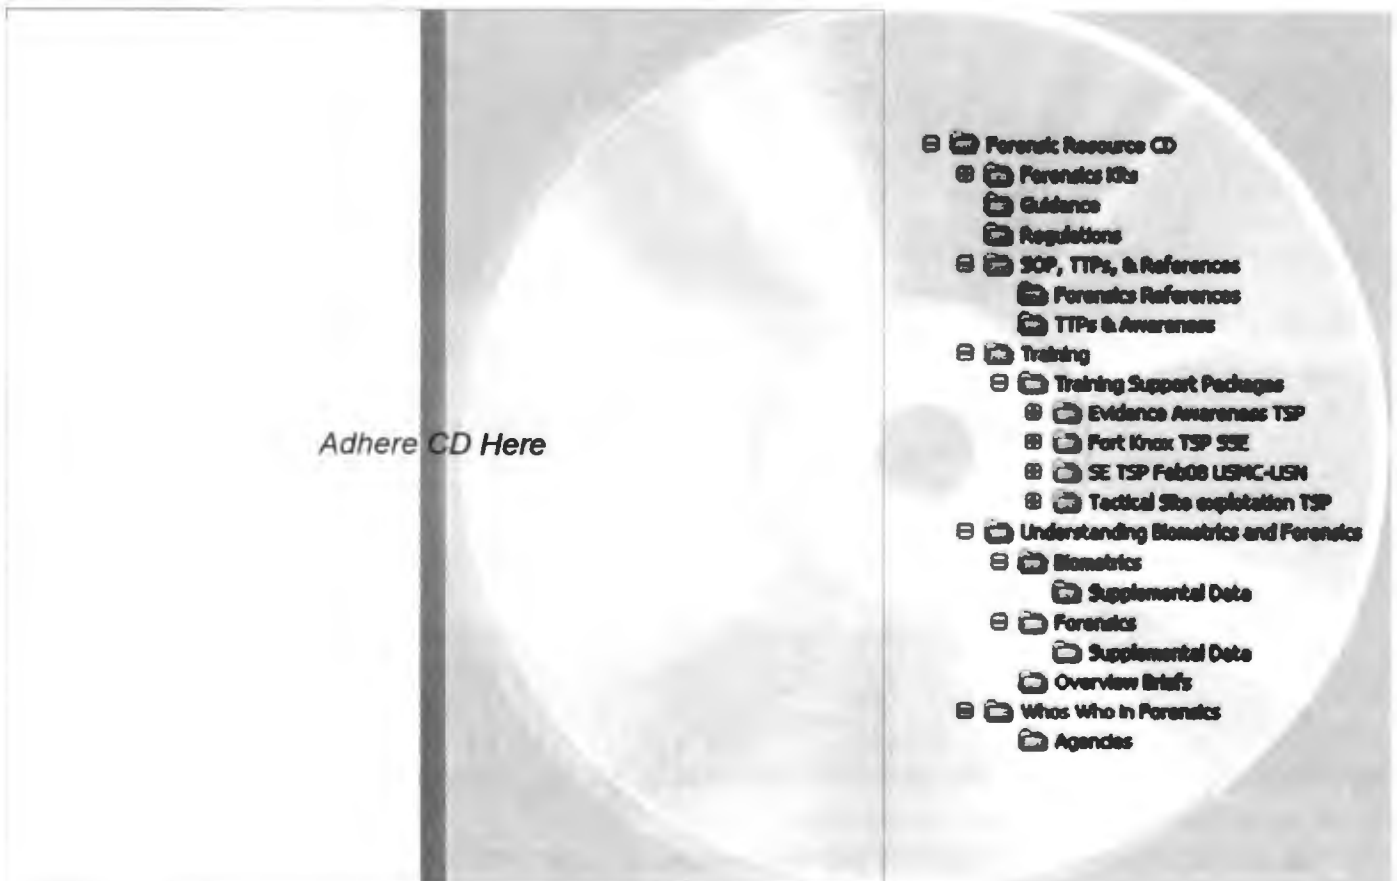 Adhere CD Here
Forensic Resource CD
Forensics Kits
Guidance
Regulations
SOP, TTPs, & References
Forensics References
TTPs & Awareness
Training
Training Support Packages
Evidence Awareness TSP
Fort Knox TSP SSE
SE TSP Feb08 USMC-USN
Tactical Site explotation TSP
Understanding Biometrics and Forensics
Biometrics
Supplemental Data
Forensics
Supplemental Data
Overview Briefs
Whos Who in Forensics
Agencies